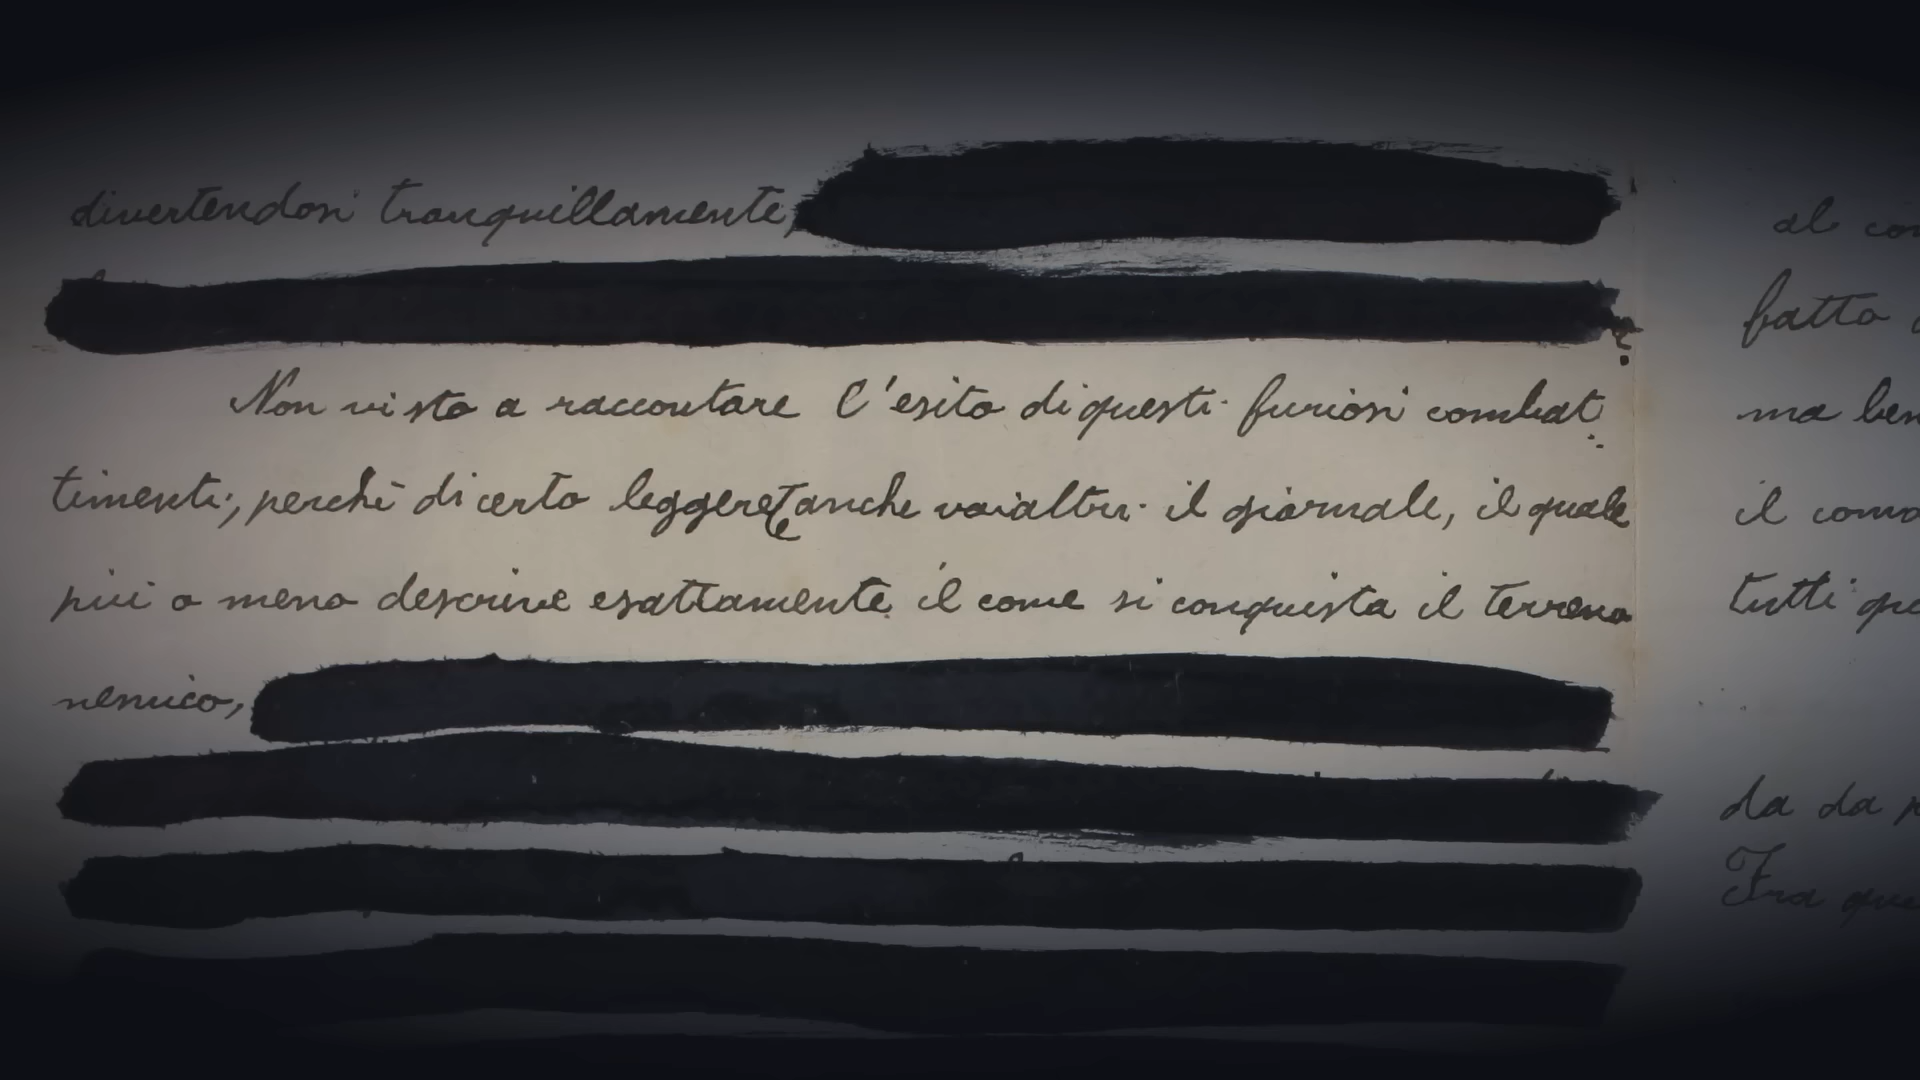 divertendosi tranquillamente,
?
Non vi sto a raccontare l'esito di questi furiosi combat
timenti, perchè di certo leggerete anche voialtri il giornale, il quale
più o meno descrive esattamente il come si conquista il terreno
nemico,
al
fatto
ma ben
il
tutti
da da
Fra